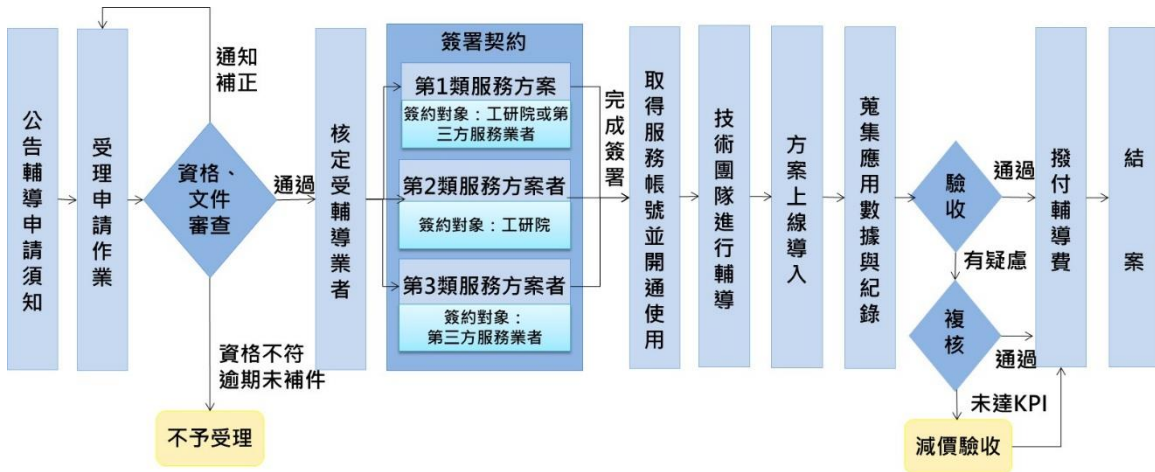 公告輔導申請須知
受理申請作業
通知
補正
資格、
文件
審查
通過
資格不符
逾期未補件
不予受理
核定受輔導業者
簽署契約
第1類服務方案
簽約對象：工研院或第
三方服務業者
第2類服務方案者
簽約對象：工研院
第3類服務方案者
簽約對象：
第三方服務業者
完成簽署
取得服務帳號並開通使用
技術團隊進行輔導
方案上線導入
蒐集應用數據與紀錄
驗收
通過
有疑慮
複核
通過
未達KPI
減價驗收
撥付輔導費
結案